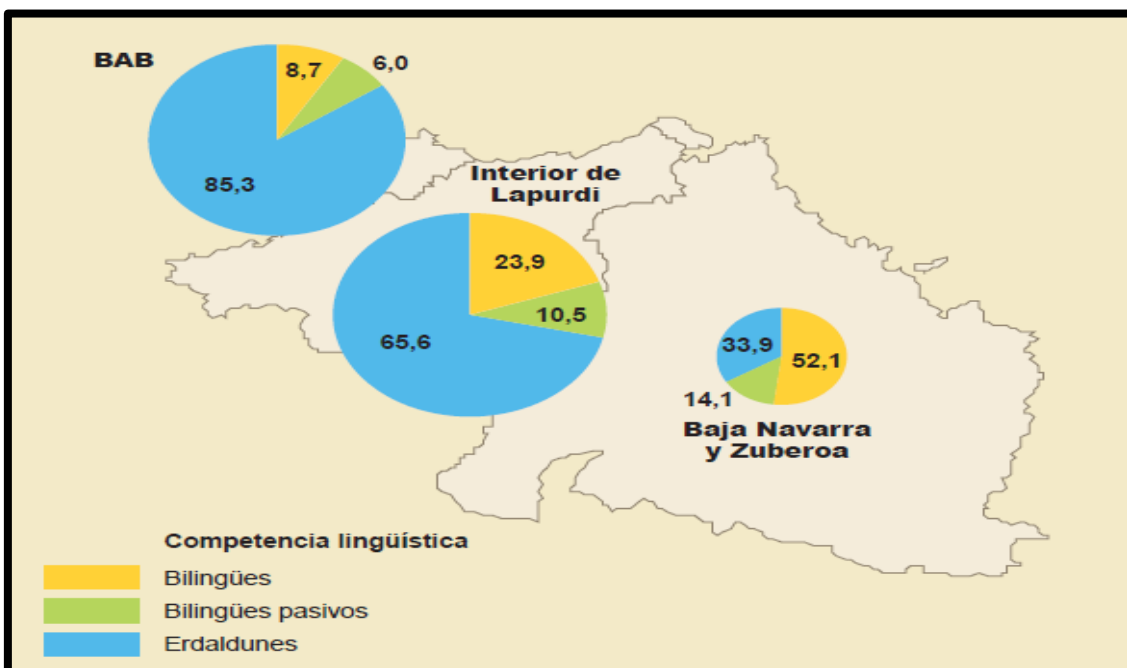 BAB
8,7
6,0
85,3
Interior de
Lapurdi
23,9
10,5
65,6
33,9
52,1
14,1
Baja Navarra
y Zuberoa
Competencia lingüística
Bilingües
Bilingües pasivos
Erdaldunes